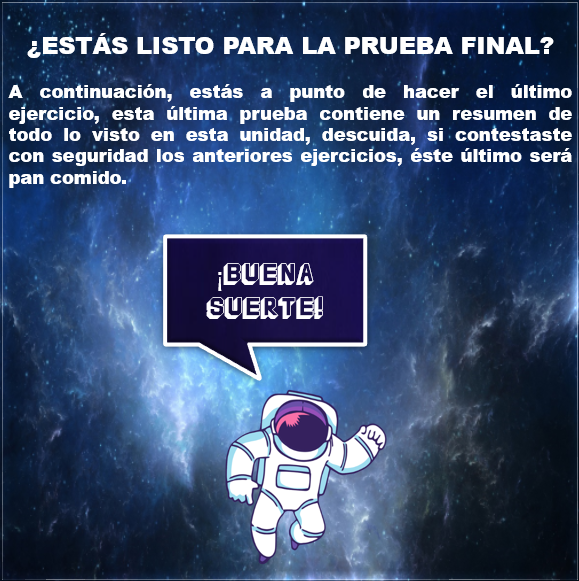 ¿ESTÁS LISTO PARA LA PRUEBA FINAL?
A continuación, estás a punto de hacer el último
ejercicio, esta última prueba contiene un resumen de
todo lo visto en esta unidad, descuida, si contestaste
con seguridad los anteriores ejercicios, éste último será
pan comido.
¡BUENA
SUERTE!